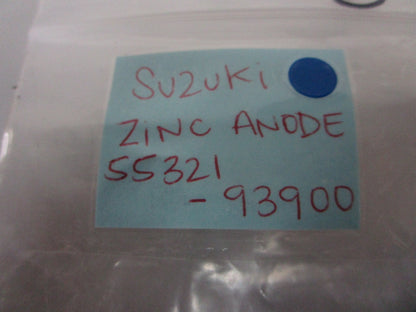 SUZUKi
ZINC ANODE
55321
- 93900